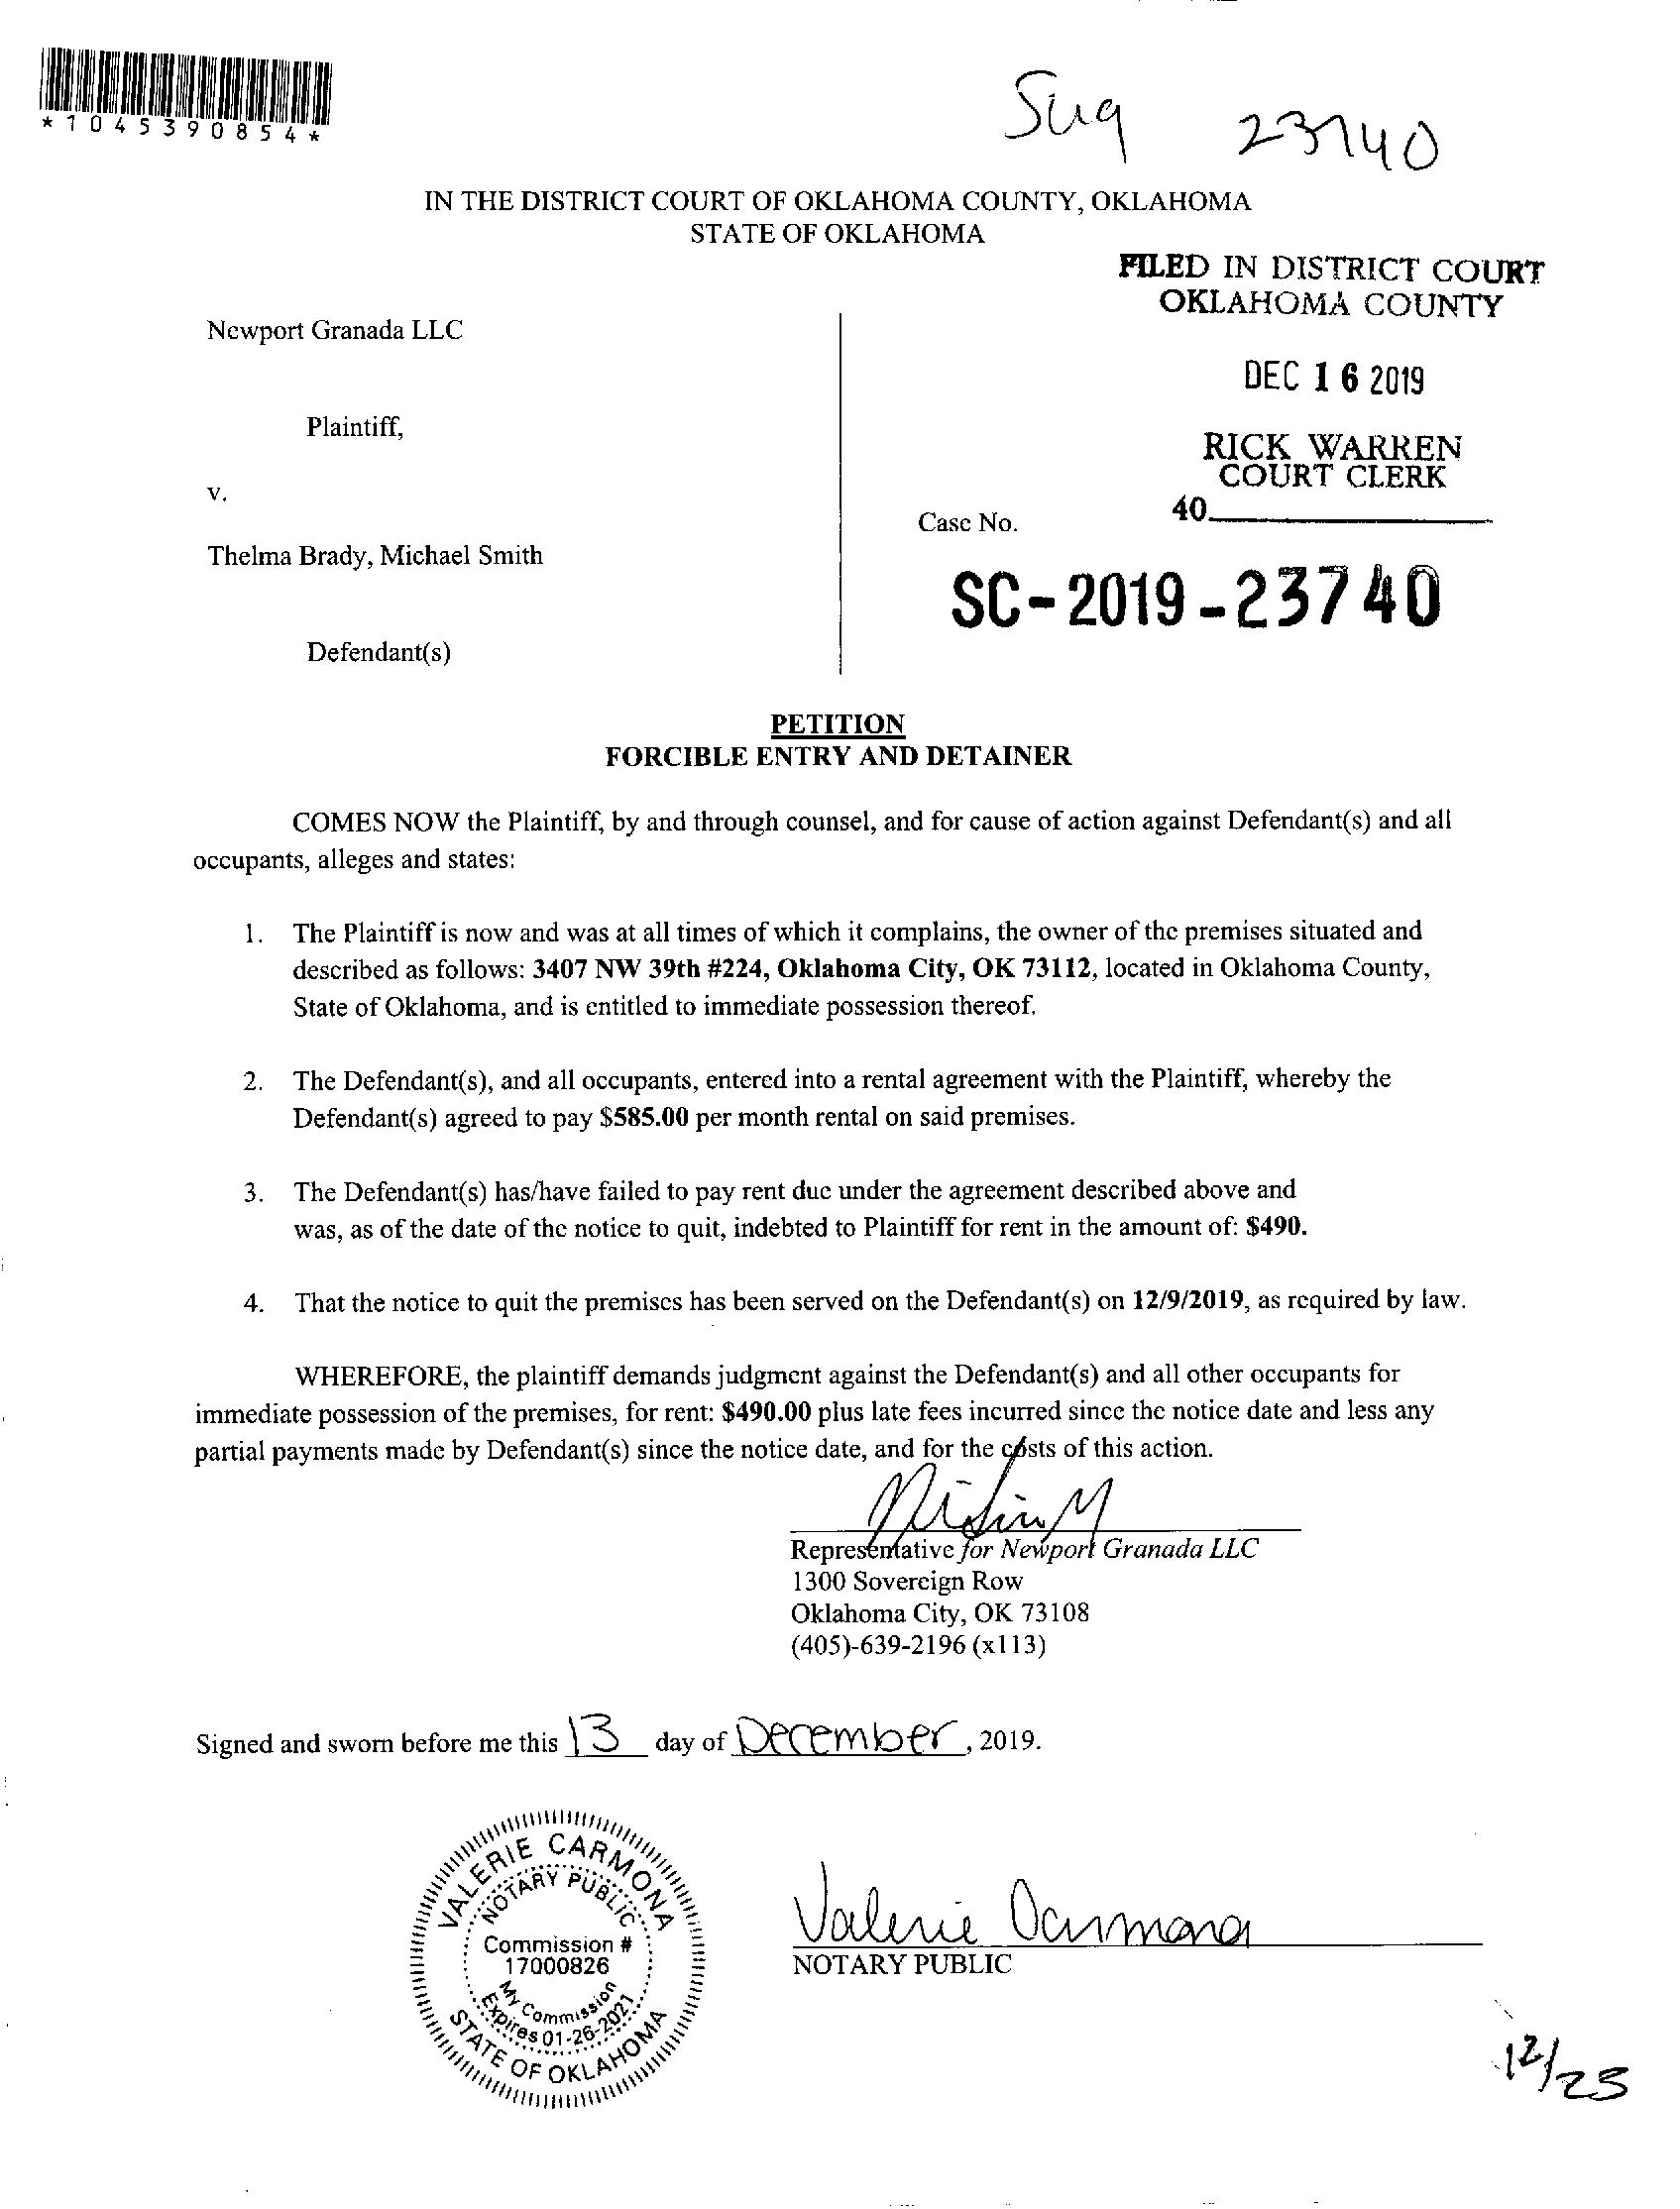 *1045390854*
23740
IN THE DISTRICT COURT OF OKLAHOMA COUNTY, OKLAHOMA
STATE OF OKLAHOMA
FILED IN DISTRICT COURT
OKLAHOMA COUNTY
Newport Granada LLC
DEC 16 2019
Plaintiff,
RICK WARREN
COURT CLERK
v.
40
Case No.
Thelma Brady, Michael Smith
SC-2019-23740
Defendant(s)
PETITION
FORCIBLE ENTRY AND DETAINER
COMES NOW the Plaintiff, by and through counsel, and for cause of action against Defendant(s) and all
occupants, alleges and states:
1. The Plaintiff is now and was at all times of which it complains, the owner of the premises situated and
described as follows: 3407 NW 39th #224, Oklahoma City, OK 73112, located in Oklahoma County,
State of Oklahoma, and is entitled to immediate possession thereof.
2. The Defendant(s), and all occupants, entered into a rental agreement with the Plaintiff, whereby the
Defendant(s) agreed to pay $585.00 per month rental on said premises.
3. The Defendant(s) has/have failed to pay rent due under the agreement described above and
was, as of the date of the notice to quit, indebted to Plaintiff for rent in the amount of: $490.
4. That the notice to quit the premises has been served on the Defendant(s) on 12/9/2019, as required by law.
WHEREFORE, the plaintiff demands judgment against the Defendant(s) and all other occupants for
immediate possession of the premises, for rent: $490.00 plus late fees incurred since the notice date and less any
partial payments made by Defendant(s) since the notice date, and for the costs of this action.
Representative for Newport Granada LLC
1300 Sovereign Row
Oklahoma City, OK 73108
(405)-639-2196 (x113)
Signed and sworn before me this 13 day of December, 2019.
VALERIE CARMONA
NOTARY PUBLIC
Commission #
17000826
My Commission
Expires 01-26-2021
STATE OF OKLAHOMA
Valerie Carmona
NOTARY PUBLIC
12/23